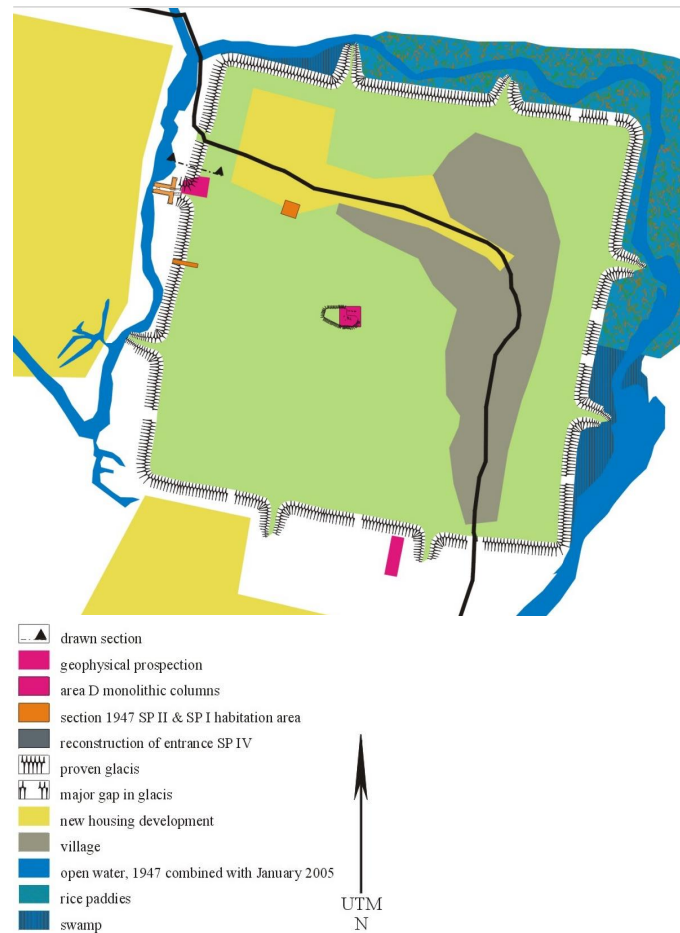 drawn section
geophysical prospection
area D monolithic columns
section 1947 SP II & SP I habitation area
reconstruction of entrance SP IV
proven glacis
major gap in glacis
new housing development
village
open water, 1947 combined with January 2005
rice paddies
swamp
UTM
N